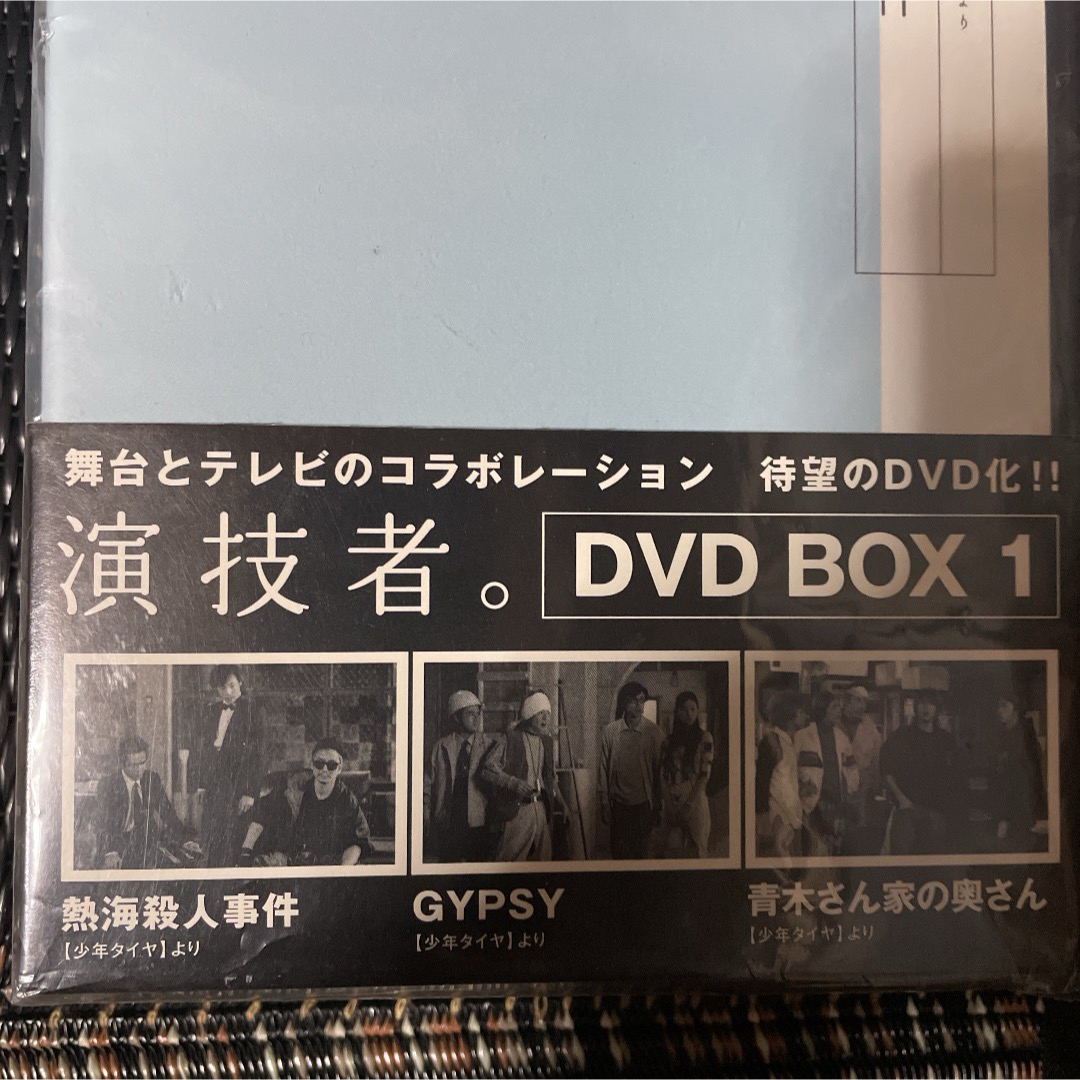 より
舞台とテレビのコラボレーション 待望のDVD化!!
演技者。 DVD BOX 1
熱海殺人事件
【少年タイヤ】より
GYPSY
【少年タイヤ】より
青木さん家の奥さん
【少年タイヤ】より